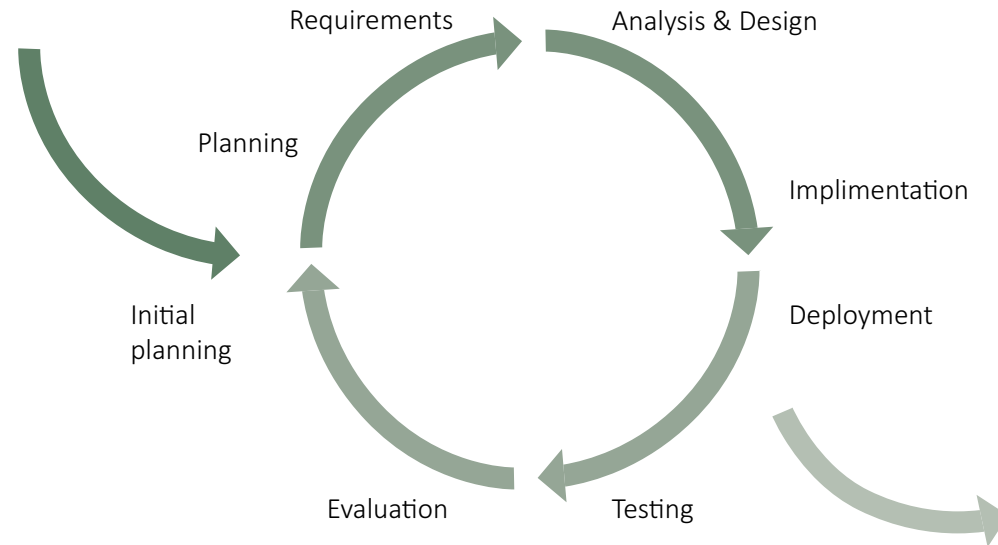 Requirements
Analysis & Design
Planning
Implimentation
Initial
planning
Deployment
Evaluation
Testing